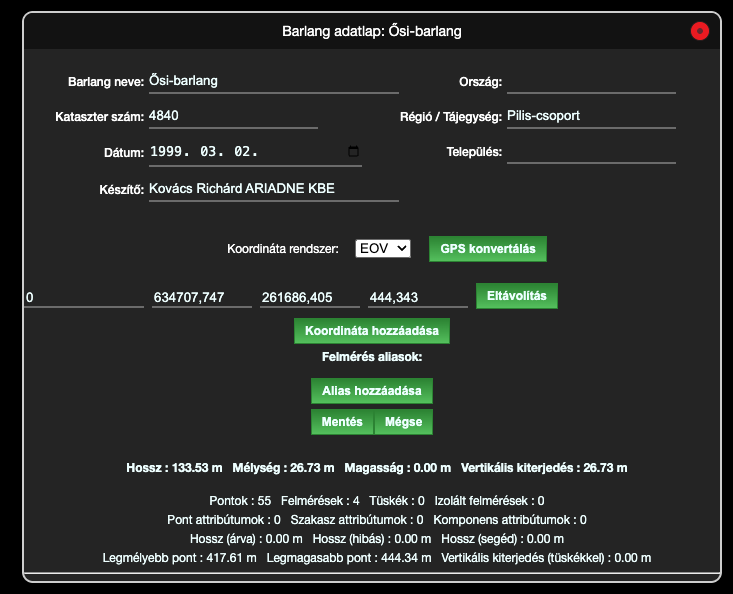 Barlang adatlap: Ősi-barlang
Barlang neve: Ősi-barlang Ország:
Kataszter szám: 4840 Régió / Tájegység: Pilis-csoport
Dátum: 1999. 03. 02. Település:
Készítő: Kovács Richárd ARIADNE KBE
Koordináta rendszer: EOV GPS konvertálás
0 634707,747 261686,405 444,343 Eltávolítás
Koordináta hozzáadása
Felmérés aliasok:
Alias hozzáadása
Mentés Mégse
Hossz : 133.53 m Mélység : 26.73 m Magasság : 0.00 m Vertikális kiterjedés : 26.73 m
Pontok : 55 Felmérések : 4 Tüskék : 0 Izolált felmérések : 0
Pont attribútumok : 0 Szakasz attribútumok : 0 Komponens attribútumok : 0
Hossz (árva) : 0.00 m Hossz (hibás) : 0.00 m Hossz (segéd) : 0.00 m
Legmélyebb pont : 417.61 m Legmagasabb pont : 444.34 m Vertikális kiterjedés (tüskékkel) : 0.00 m